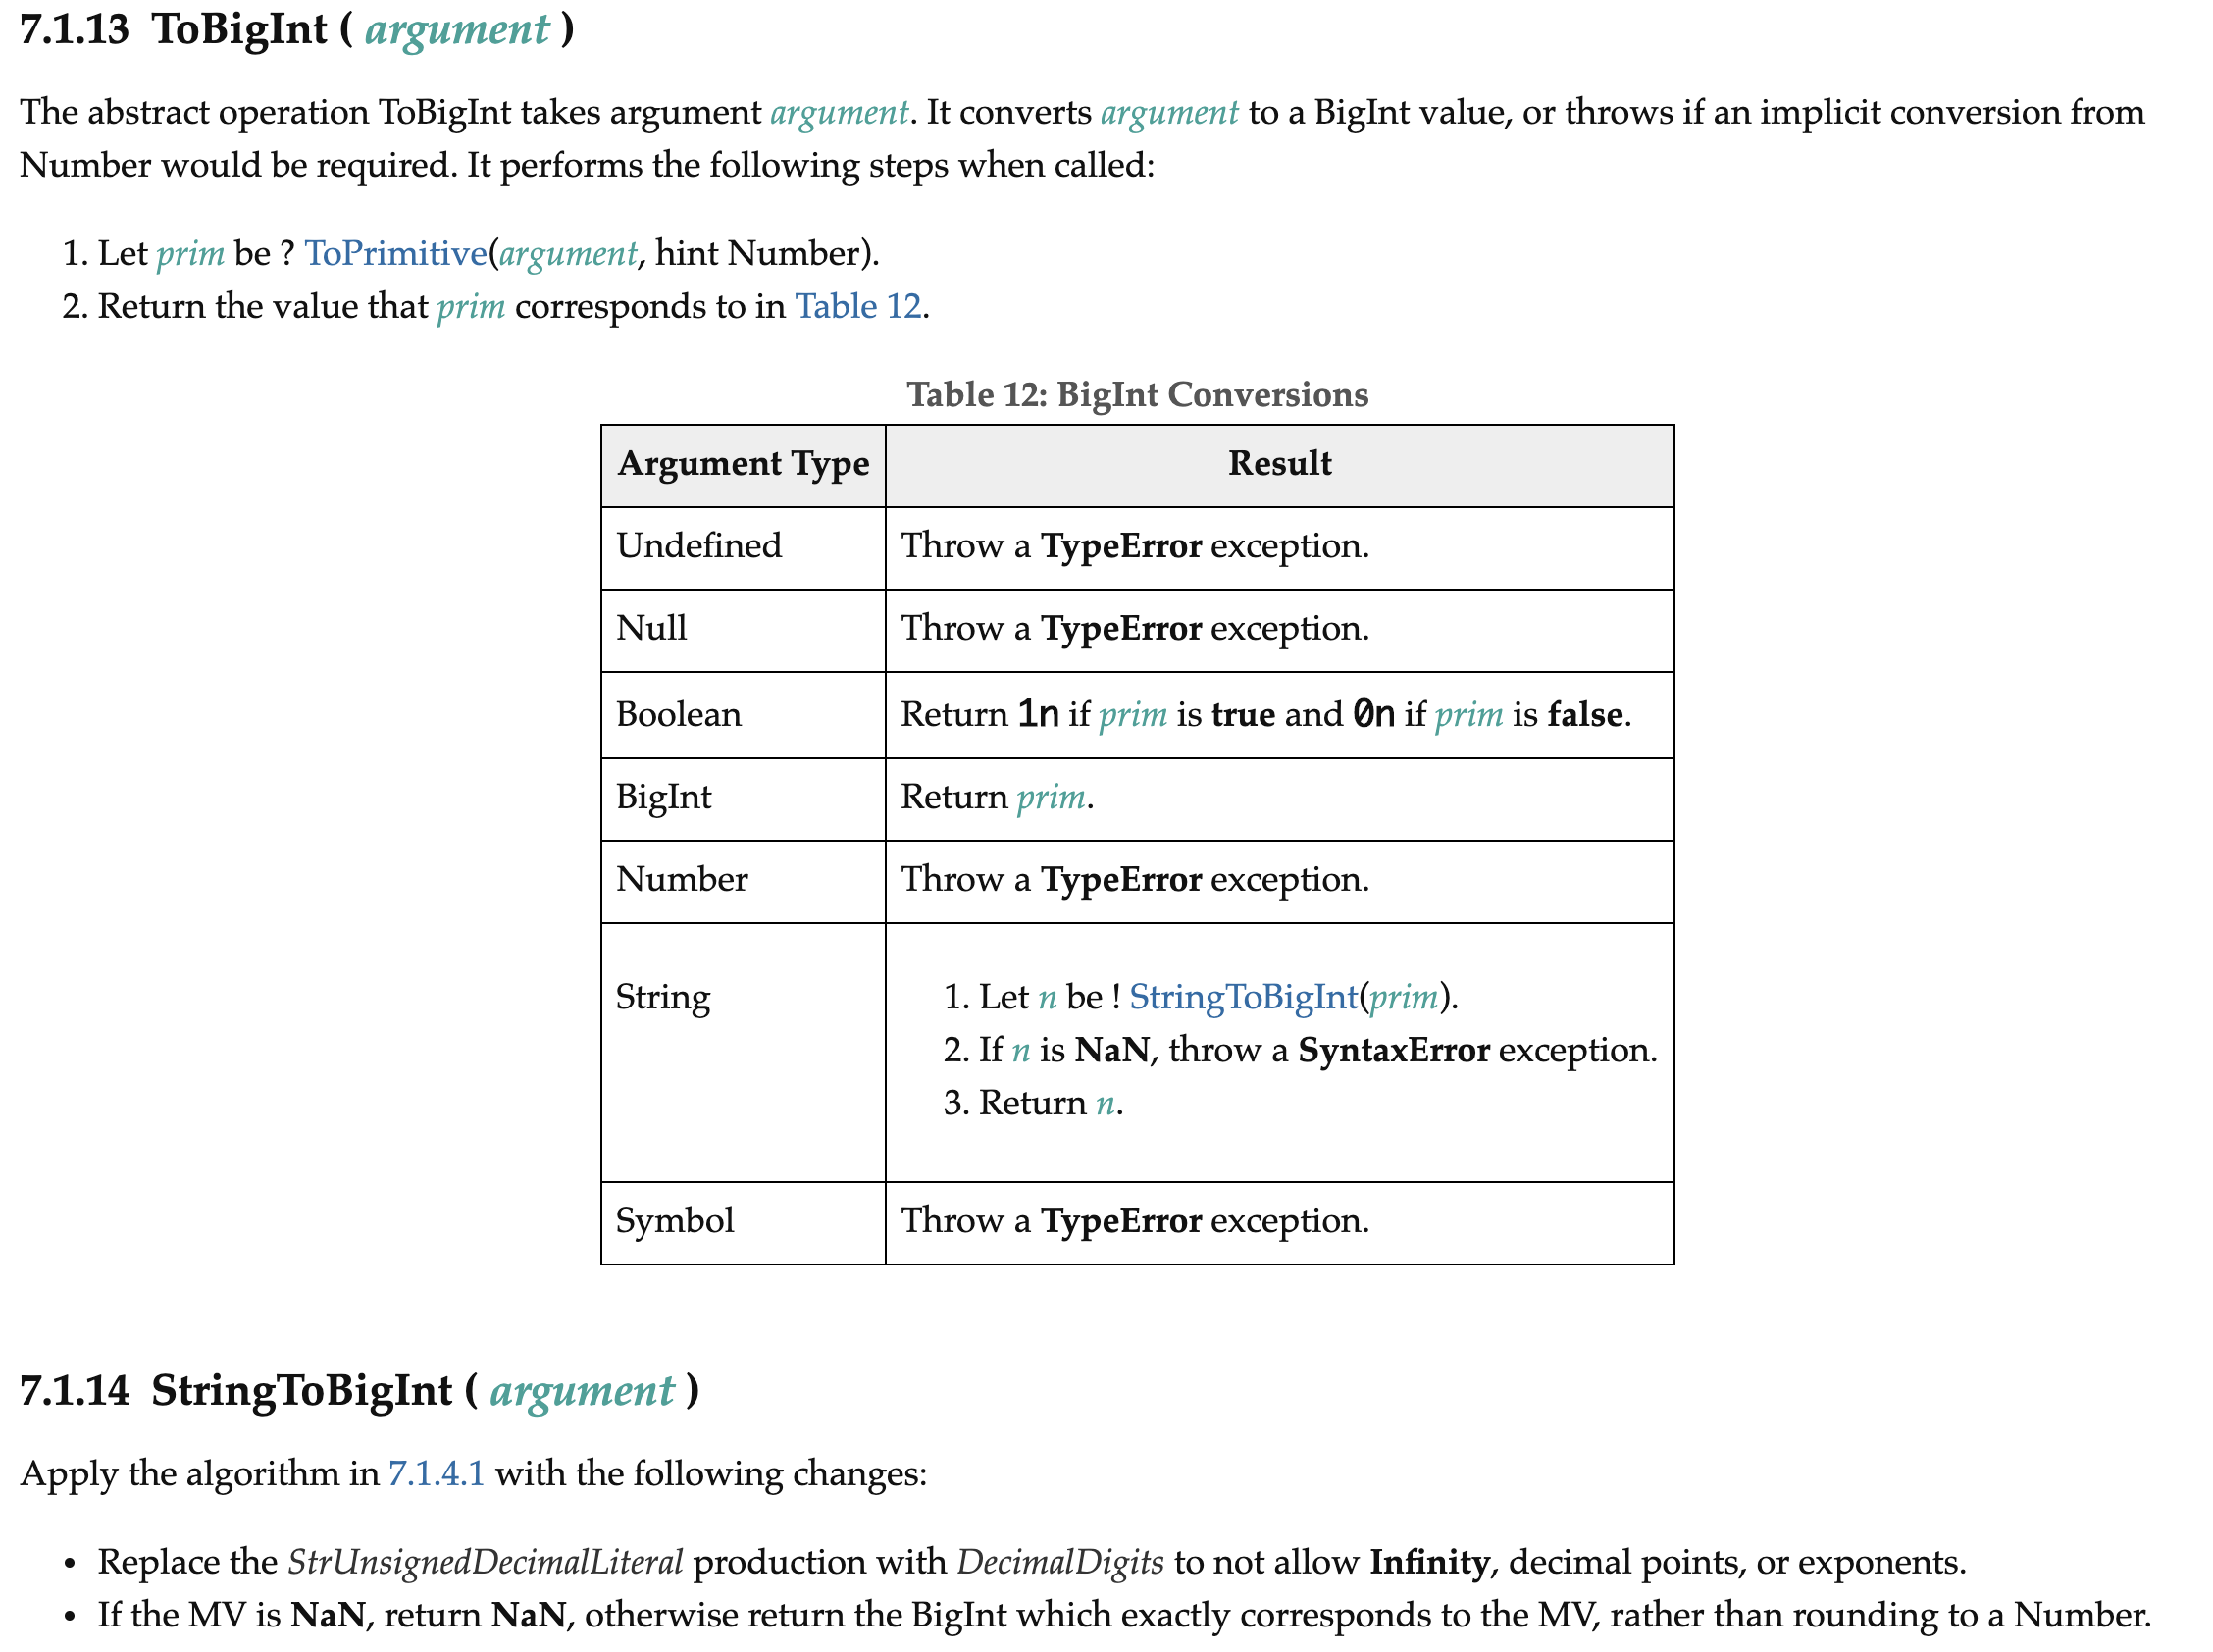 7.1.13 ToBigInt ( argument )
The abstract operation ToBigInt takes argument argument. It converts argument to a BigInt value, or throws if an implicit conversion from
Number would be required. It performs the following steps when called:
1. Let prim be ? ToPrimitive(argument, hint Number).
2. Return the value that prim corresponds to in Table 12.
Table 12: BigInt Conversions
Argument Type Result
Undefined Throw a TypeError exception.
Null Throw a TypeError exception.
Boolean Return 1n if prim is true and 0n if prim is false.
BigInt Return prim.
Number Throw a TypeError exception.
String 1. Let n be ! StringToBigInt(prim).
2. If n is NaN, throw a SyntaxError exception.
3. Return n.
Symbol Throw a TypeError exception.
7.1.14 StringToBigInt ( argument )
Apply the algorithm in 7.1.4.1 with the following changes:
• Replace the StrUnsignedDecimalLiteral production with DecimalDigits to not allow Infinity, decimal points, or exponents.
• If the MV is NaN, return NaN, otherwise return the BigInt which exactly corresponds to the MV, rather than rounding to a Number.